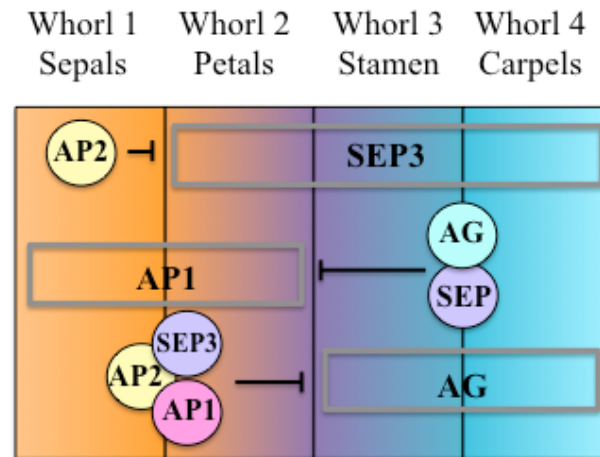 Whorl 1 Whorl 2 Whorl 3 Whorl 4
Sepals Petals Stamen Carpels
AP2 SEP3
AG
AP1 SEP
SEP3
AP2 AG
AP1